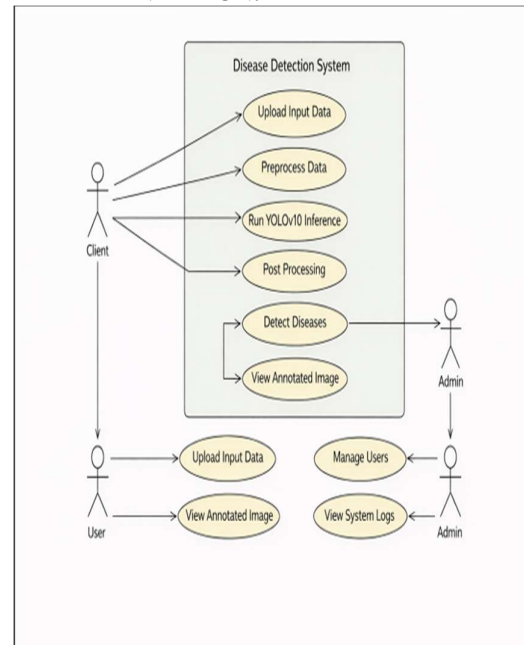 Disease Detection System
Upload Input Data
Preprocess Data
Run YOLOv10 Inference
Client
Post Processing
Detect Diseases
Admin
View Annotated Image
Upload Input Data
Manage Users
User
View Annotated Image
View System Logs
Admin